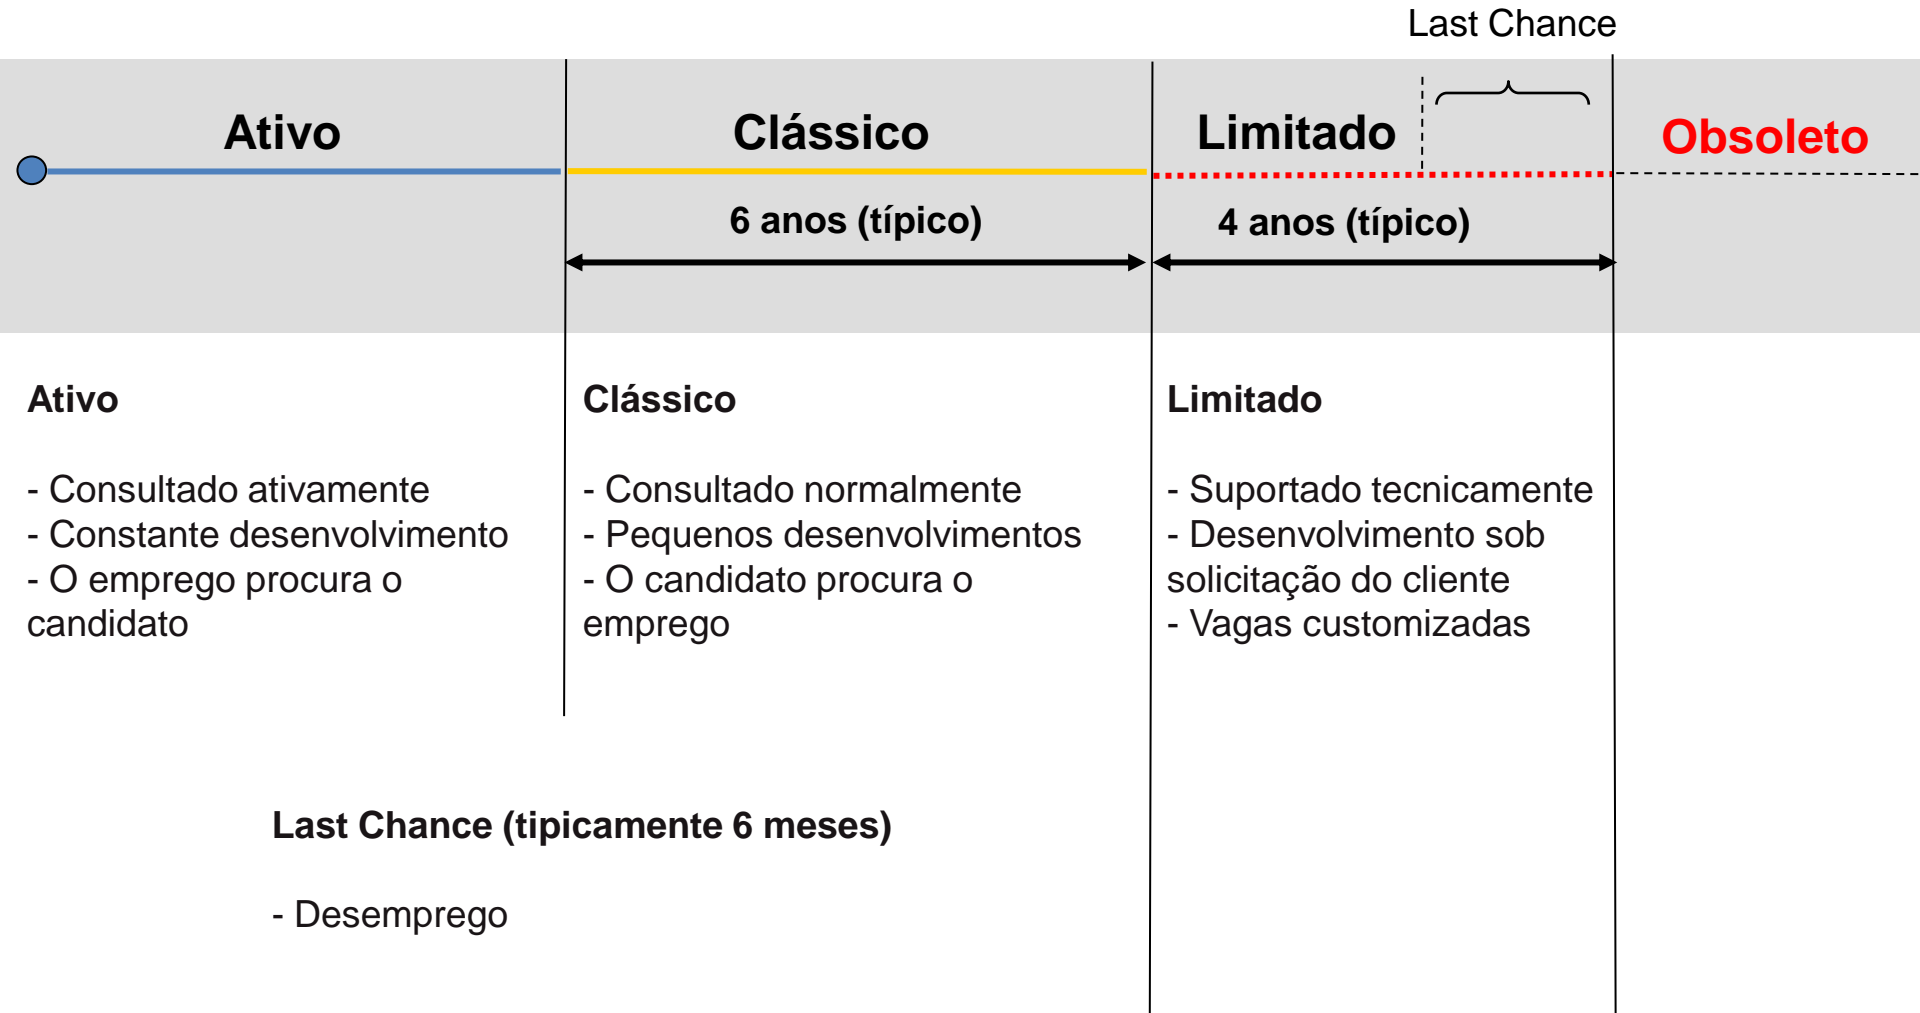 Last Chance
Ativo
Clássico
Limitado
Obsoleto
6 anos (típico)
4 anos (típico)
Ativo
- Consultado ativamente
- Constante desenvolvimento
- O emprego procura o
candidato
Clássico
- Consultado normalmente
- Pequenos desenvolvimentos
- O candidato procura o
emprego
Limitado
- Suportado tecnicamente
- Desenvolvimento sob
solicitação do cliente
- Vagas customizadas
Last Chance (tipicamente 6 meses)
- Desemprego